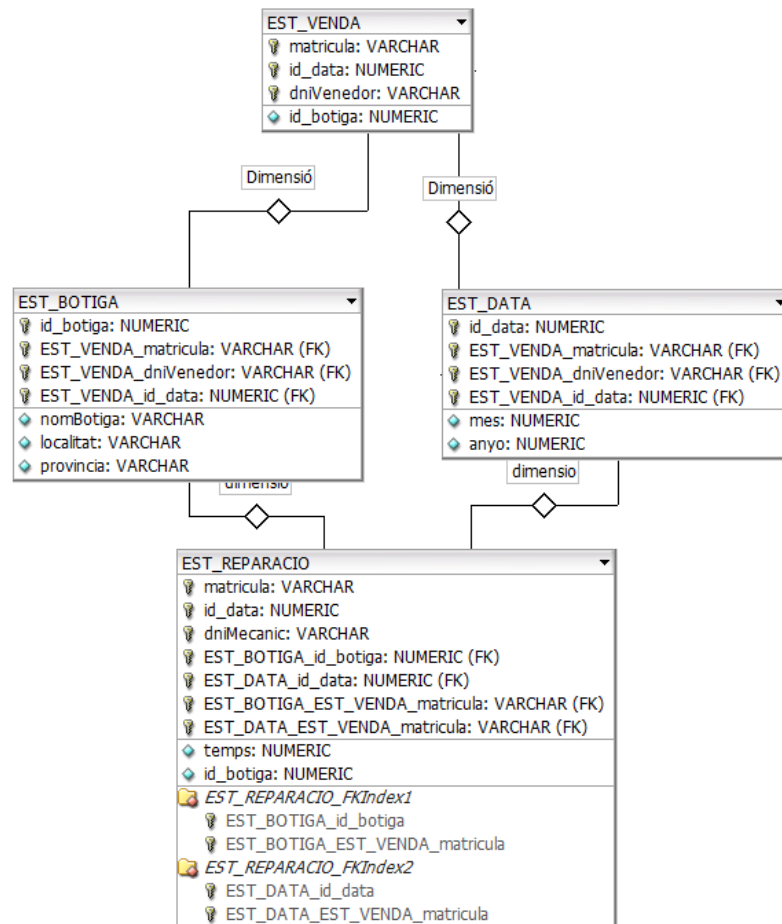 EST_VENDA
matricula: VARCHAR
id_data: NUMERIC
dniVenedor: VARCHAR
id_botiga: NUMERIC
Dimensió
Dimensió
EST_BOTIGA
id_botiga: NUMERIC
EST_VENDA_matricula: VARCHAR (FK)
EST_VENDA_dniVenedor: VARCHAR (FK)
EST_VENDA_id_data: NUMERIC (FK)
nomBotiga: VARCHAR
localitat: VARCHAR
provincia: VARCHAR
EST_DATA
id_data: NUMERIC
EST_VENDA_matricula: VARCHAR (FK)
EST_VENDA_dniVenedor: VARCHAR (FK)
EST_VENDA_id_data: NUMERIC (FK)
mes: NUMERIC
anyo: NUMERIC
dimensio
dimensio
EST_REPARACIO
matricula: VARCHAR
id_data: NUMERIC
dniMecanic: VARCHAR
EST_BOTIGA_id_botiga: NUMERIC (FK)
EST_DATA_id_data: NUMERIC (FK)
EST_BOTIGA_EST_VENDA_matricula: VARCHAR (FK)
EST_DATA_EST_VENDA_matricula: VARCHAR (FK)
temps: NUMERIC
id_botiga: NUMERIC
EST_REPARACIO_FKIndex1
EST_BOTIGA_id_botiga
EST_BOTIGA_EST_VENDA_matricula
EST_REPARACIO_FKIndex2
EST_DATA_id_data
EST_DATA_EST_VENDA_matricula